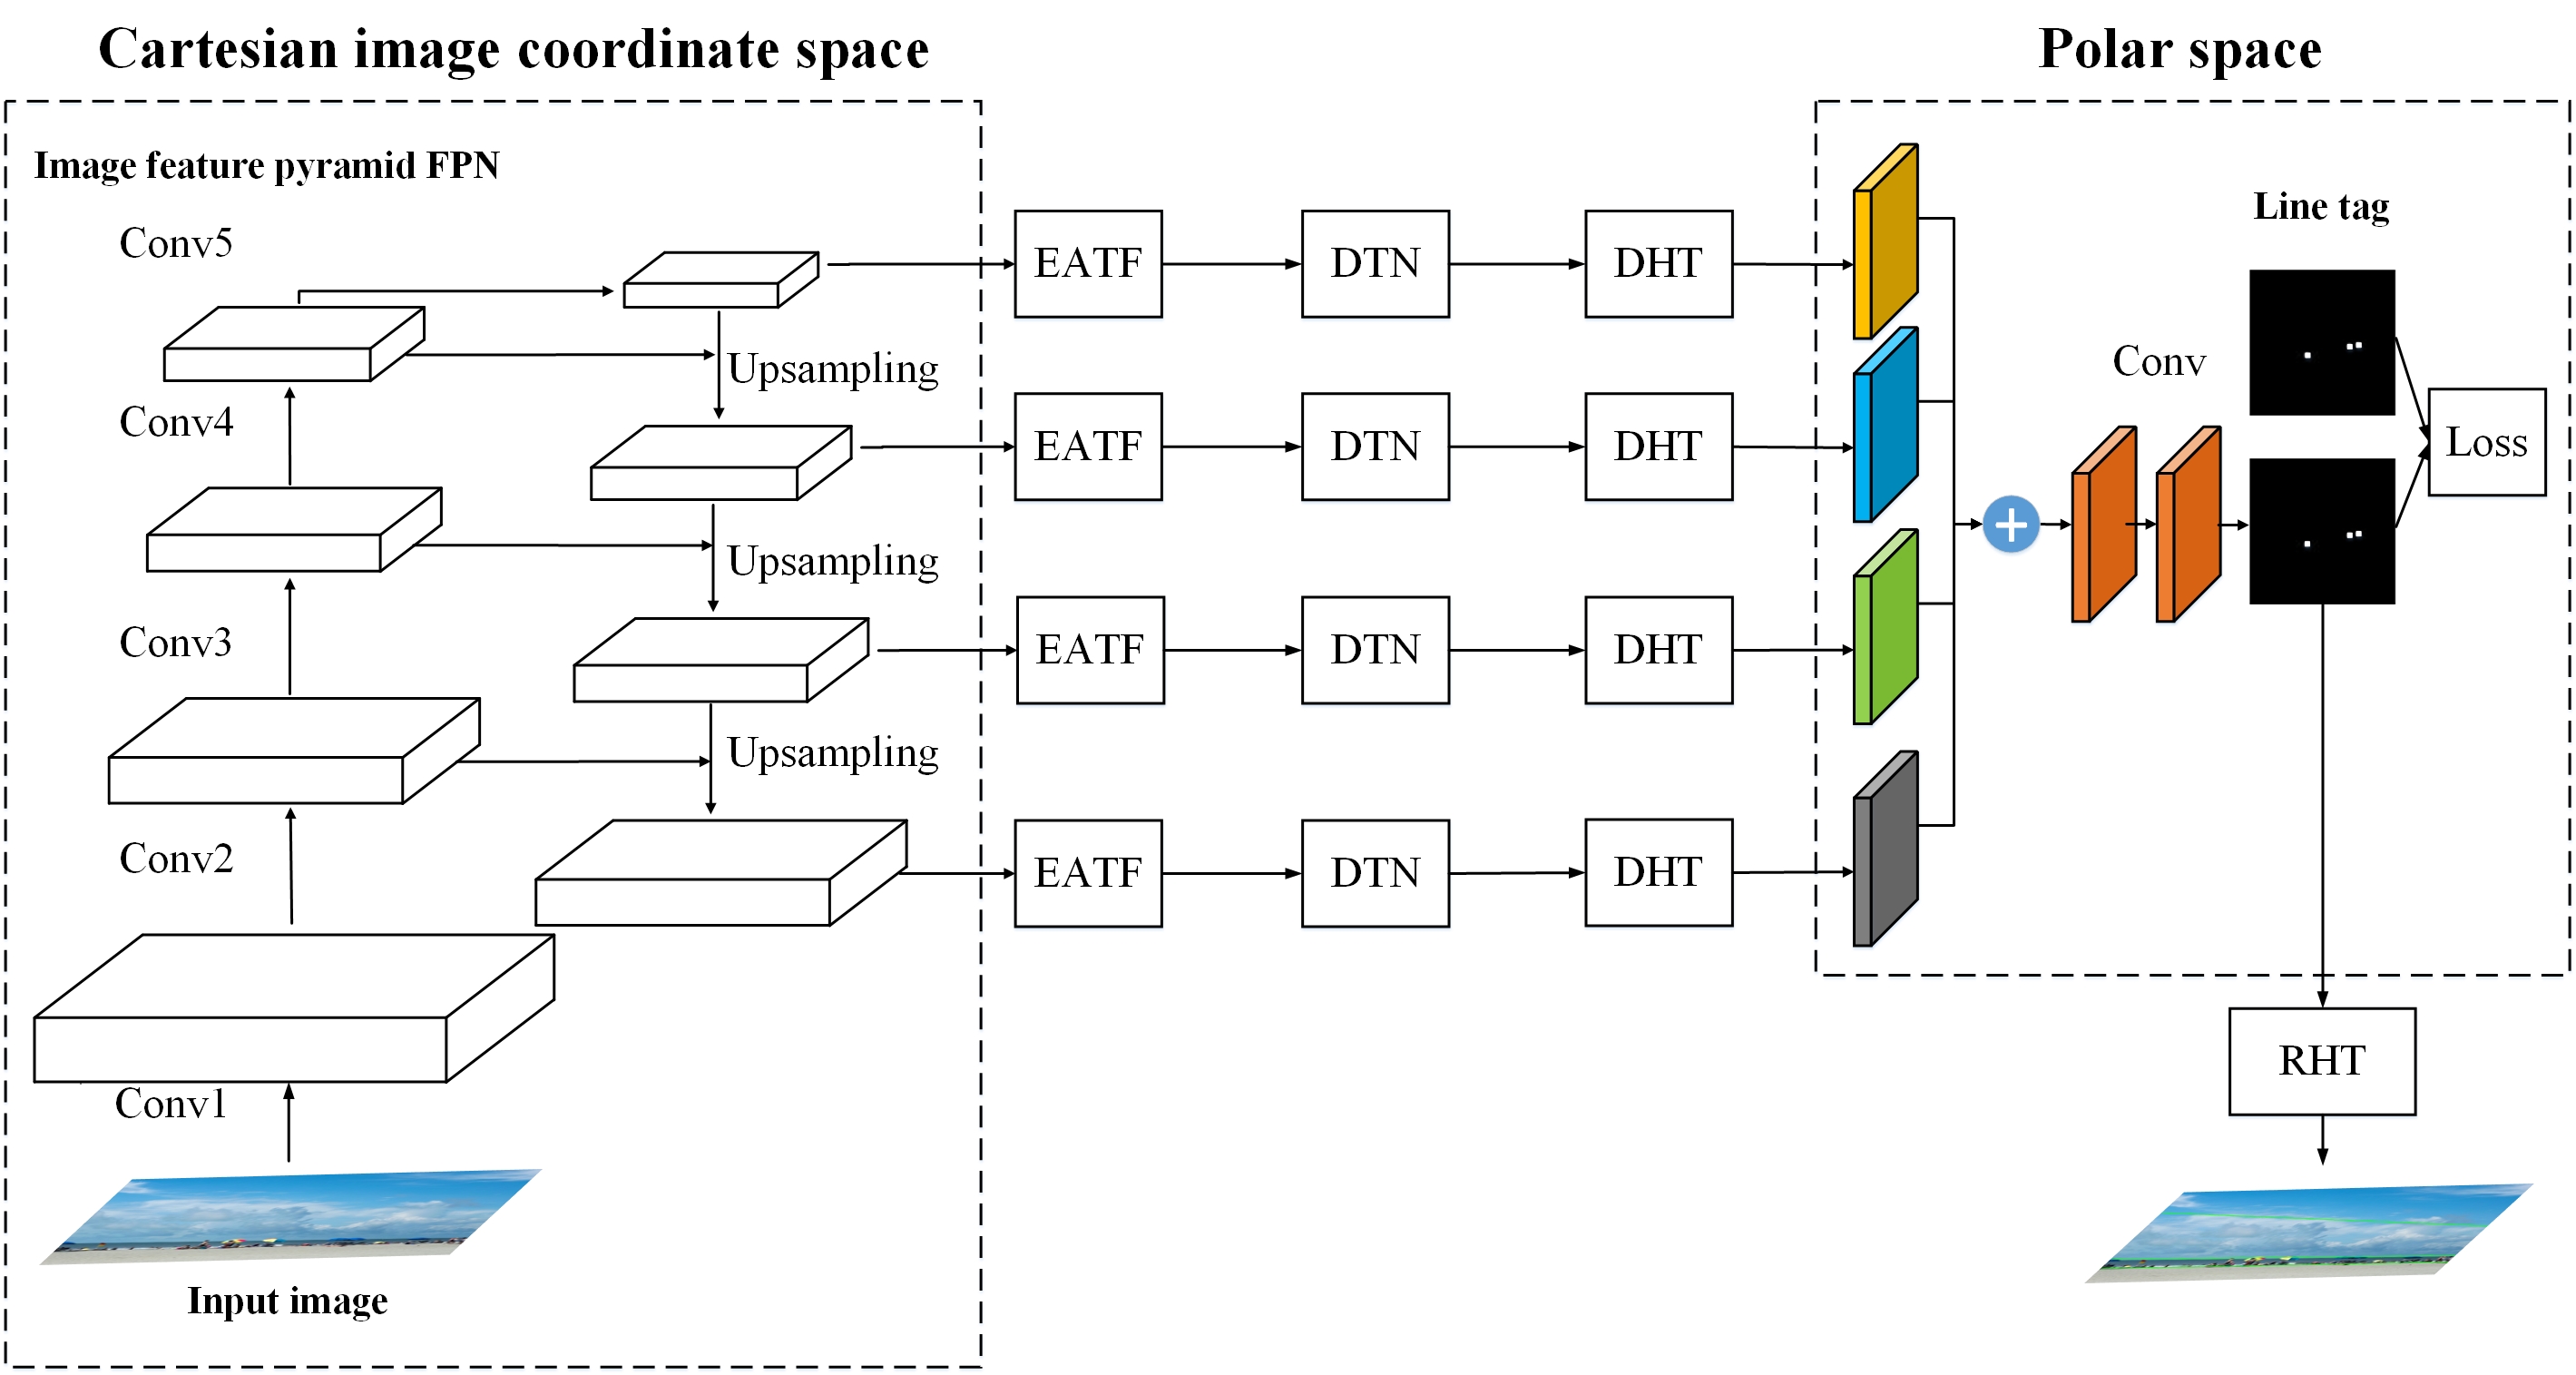 Cartesian image coordinate space
Polar space
Image feature pyramid FPN
Conv5
Conv4
Conv3
Conv2
Conv1
Input image
Upsampling
Upsampling
Upsampling
EATF
DTN
DHT
EATF
DTN
DHT
EATF
DTN
DHT
EATF
DTN
DHT
Line tag
Conv
Loss
RHT